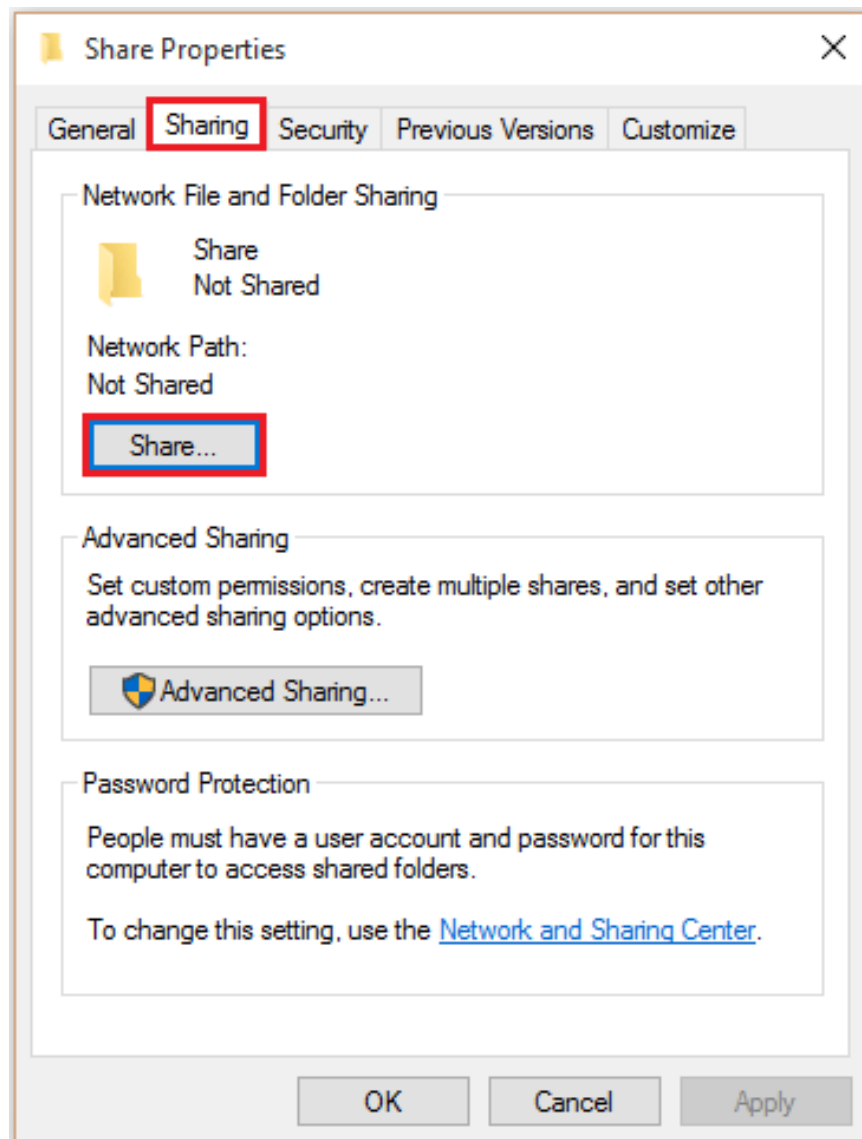 Share Properties
General Sharing Security Previous Versions Customize
Network File and Folder Sharing
Share
Not Shared
Network Path:
Not Shared
Share...
Advanced Sharing
Set custom permissions, create multiple shares, and set other
advanced sharing options.
Advanced Sharing...
Password Protection
People must have a user account and password for this
computer to access shared folders.
To change this setting, use the Network and Sharing Center.
OK Cancel Apply